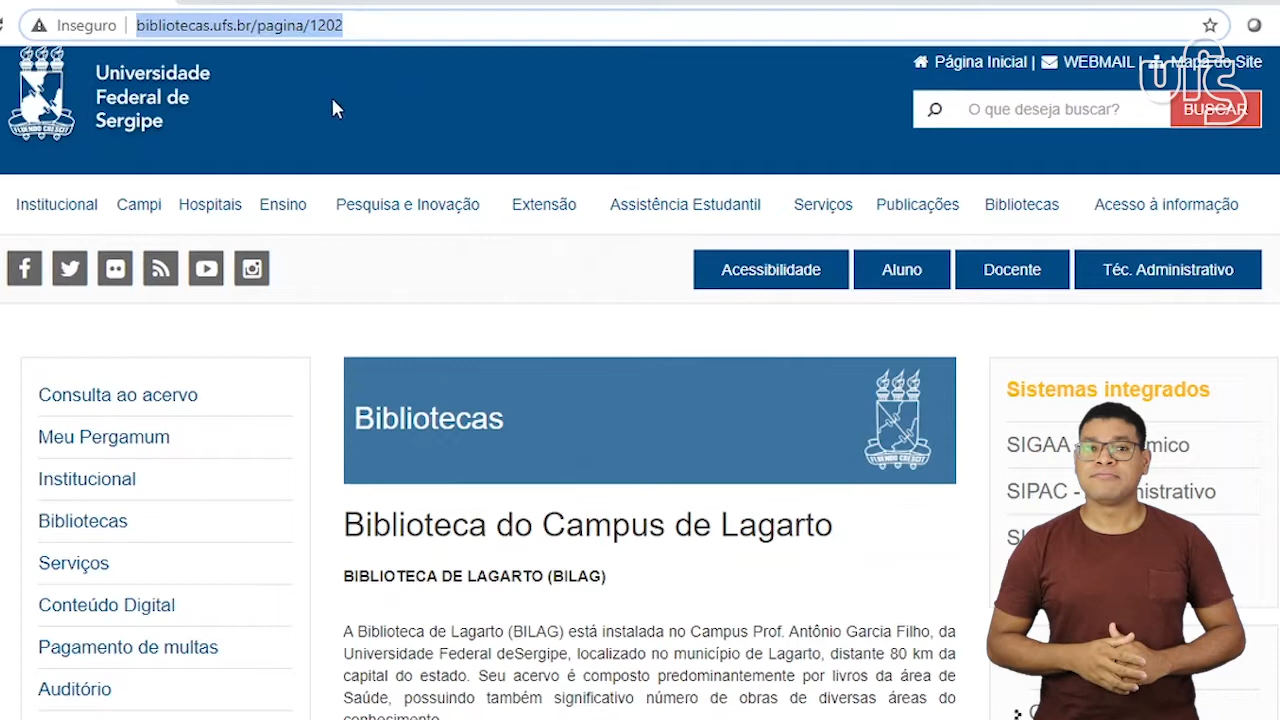 Inseguro
bibliotecas.ufs.br/pagina/1202
Universidade
Federal de
Sergipe
Página Inicial | WEBMAIL | Mapa do Site
ufs
O que deseja buscar?
BUSCAR
Institucional Campi Hospitais Ensino Pesquisa e Inovação Extensão Assistência Estudantil Serviços Publicações Bibliotecas Acesso à informação
Acessibilidade Aluno Docente Téc. Administrativo
Consulta ao acervo
Meu Pergamum
Institucional
Bibliotecas
Serviços
Conteúdo Digital
Pagamento de multas
Auditório
Bibliotecas
Biblioteca do Campus de Lagarto
BIBLIOTECA DE LAGARTO (BILAG)
A Biblioteca de Lagarto (BILAG) está instalada no Campus Prof. Antônio Garcia Filho, da
Universidade Federal deSergipe, localizado no município de Lagarto, distante 80 km da
capital do estado. Seu acervo é composto predominantemente por livros da área de
Saúde, possuindo também significativo número de obras de diversas áreas do
conhecimento
Sistemas integrados
SIGAA
SIPAC -